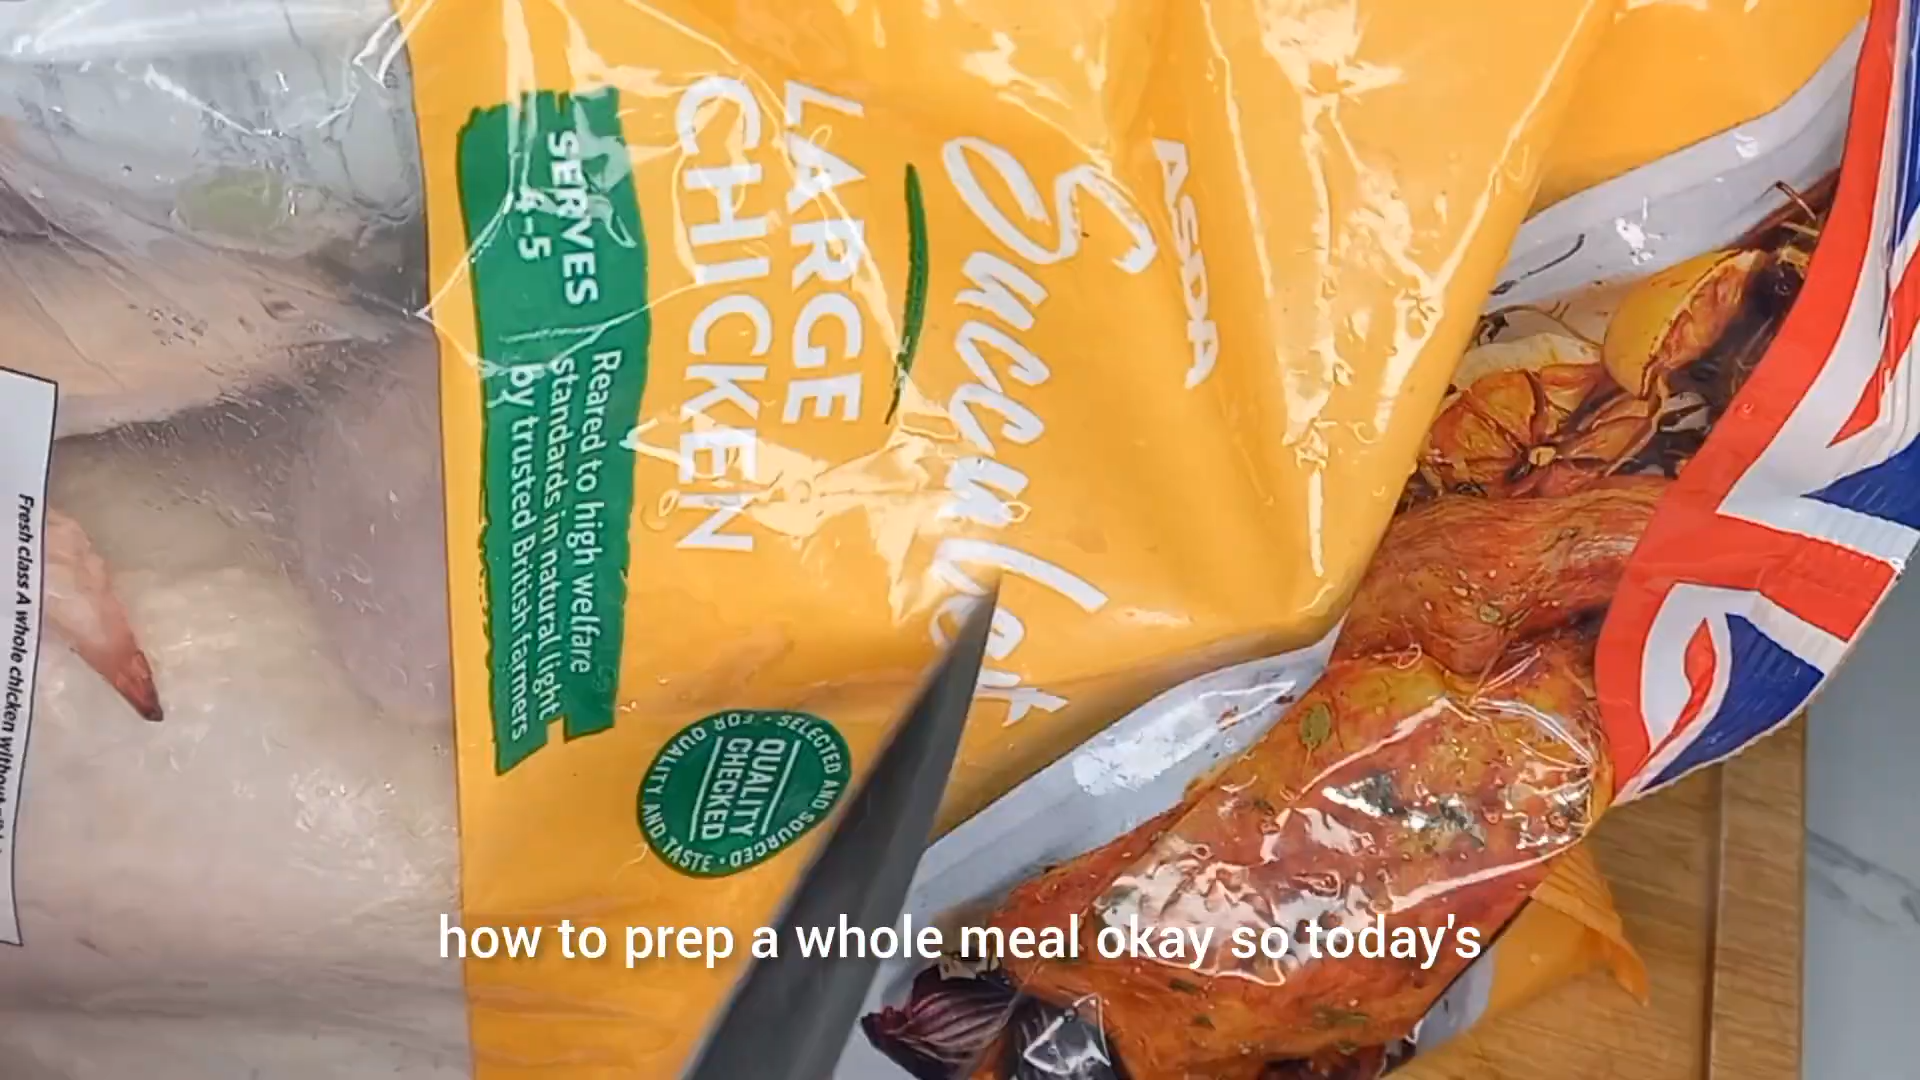 ASDA
Succulent
LARGE
CHICKEN
SERVES
4-5
Reared to high welfare
standards in natural light
by trusted British farmers
SELECTED AND SOURCED · FOR QUALITY AND TASTE ·
QUALITY
CHECKED
Fresh class A whole chicken without
how to prep a whole meal okay so today's